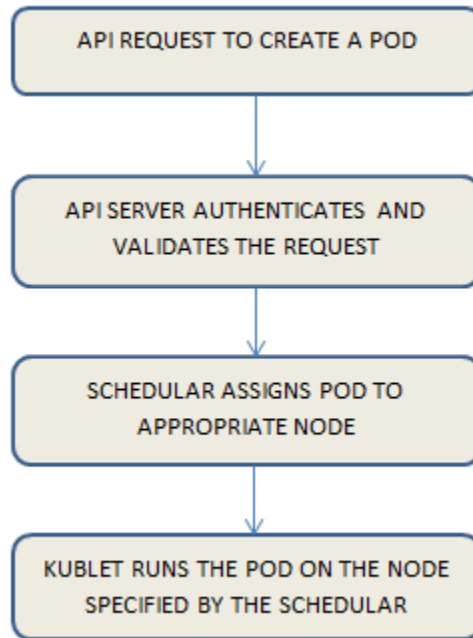 API REQUEST TO CREATE A POD
API SERVER AUTHENTICATES AND
VALIDATES THE REQUEST
SCHEDULAR ASSIGNS POD TO
APPROPRIATE NODE
KUBLET RUNS THE POD ON THE NODE
SPECIFIED BY THE SCHEDULAR